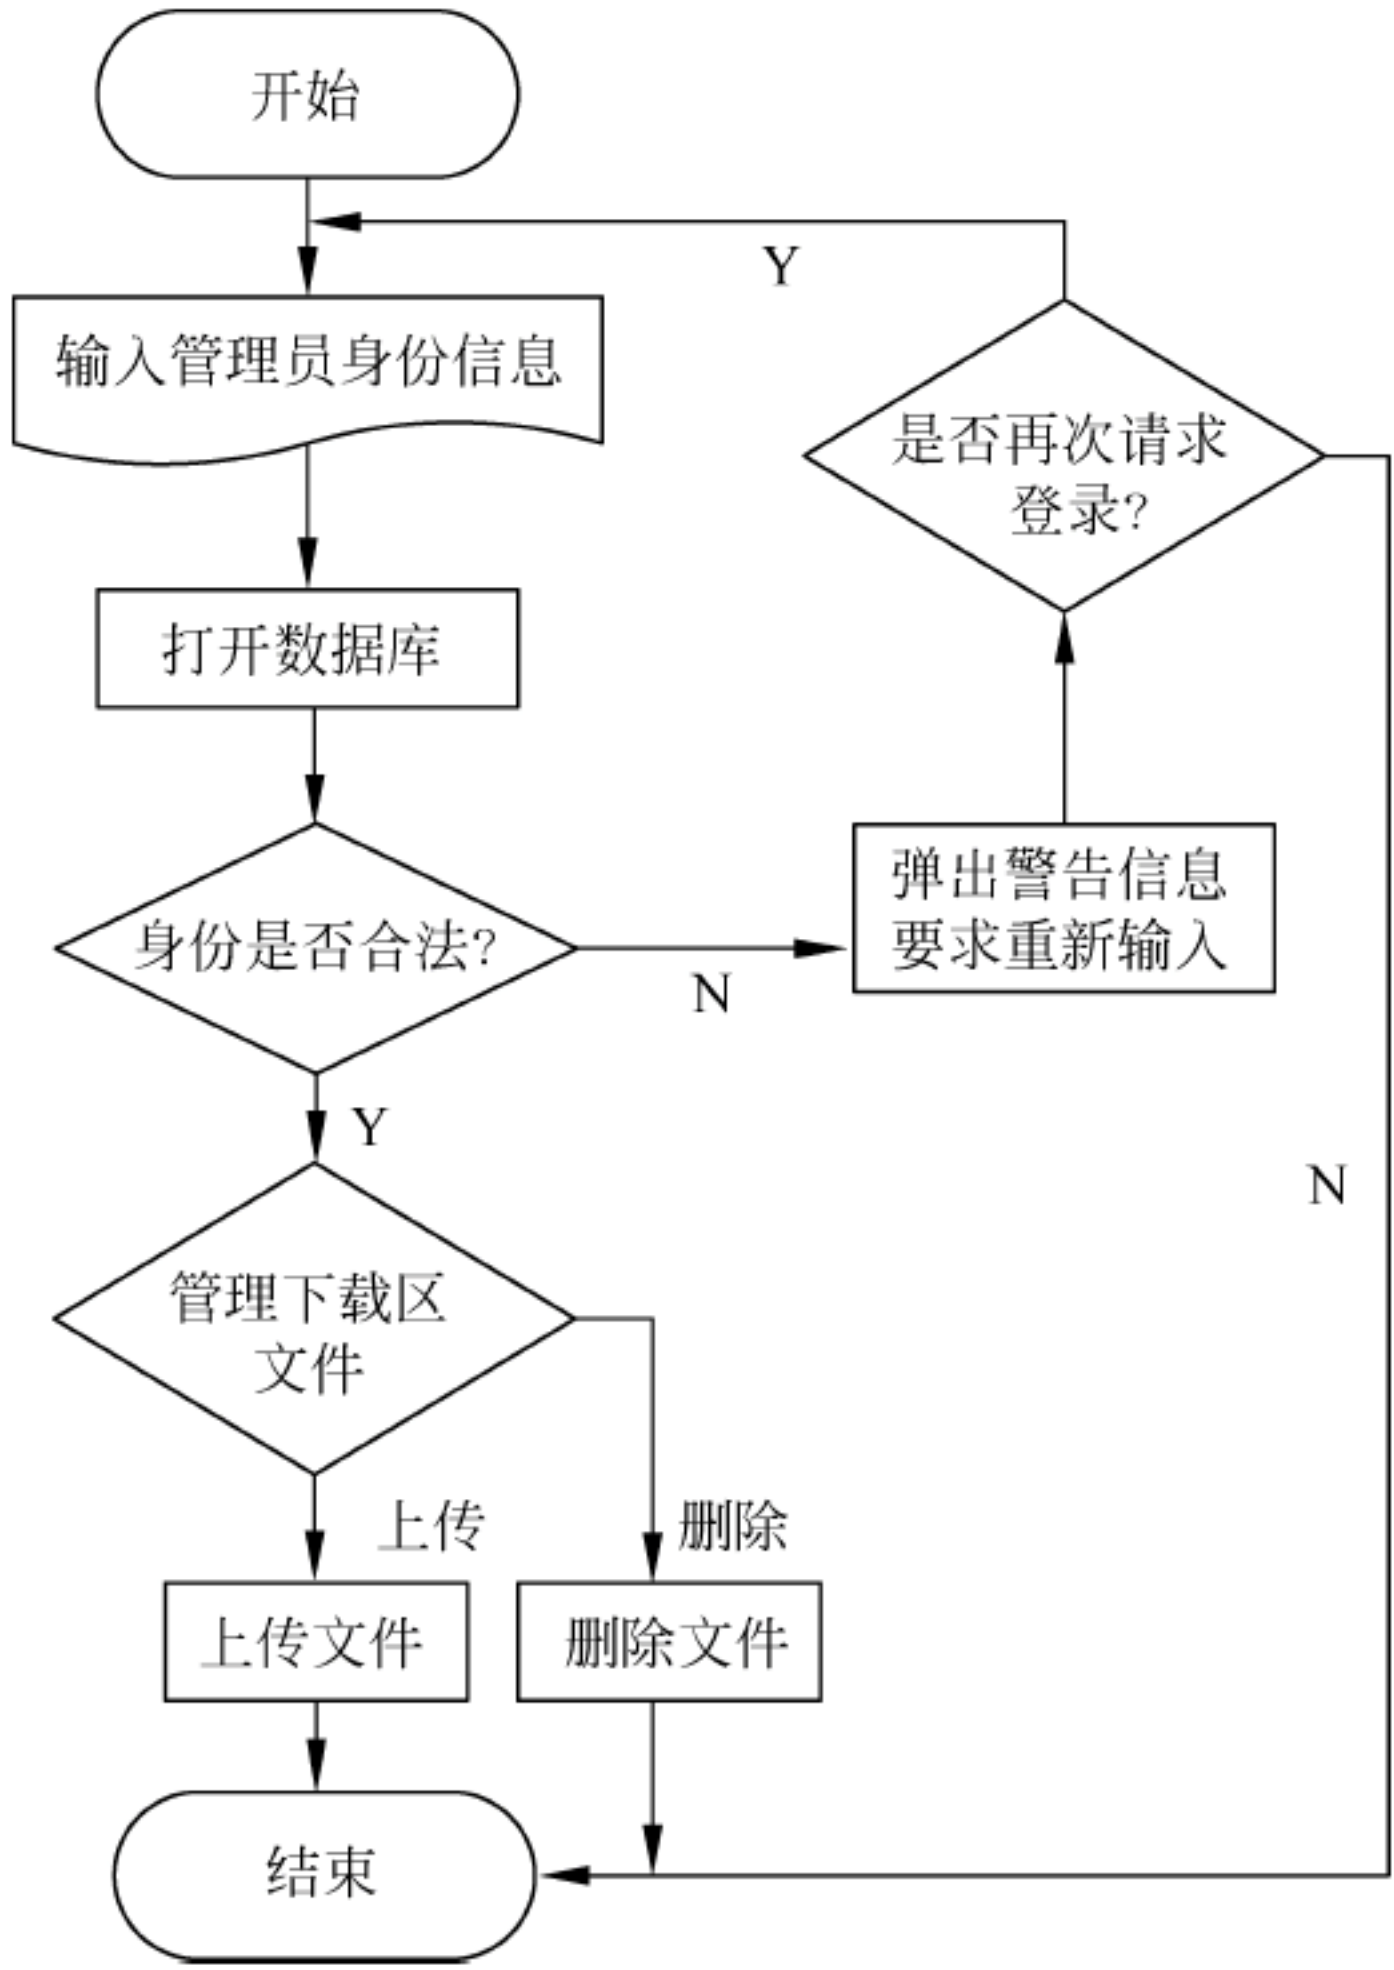 开始
Y
输入管理员身份信息
是否再次请求
登录?
打开数据库
弹出警告信息
要求重新输入
身份是否合法?
N
Y
N
管理下载区
文件
上传
删除
上传文件
删除文件
结束